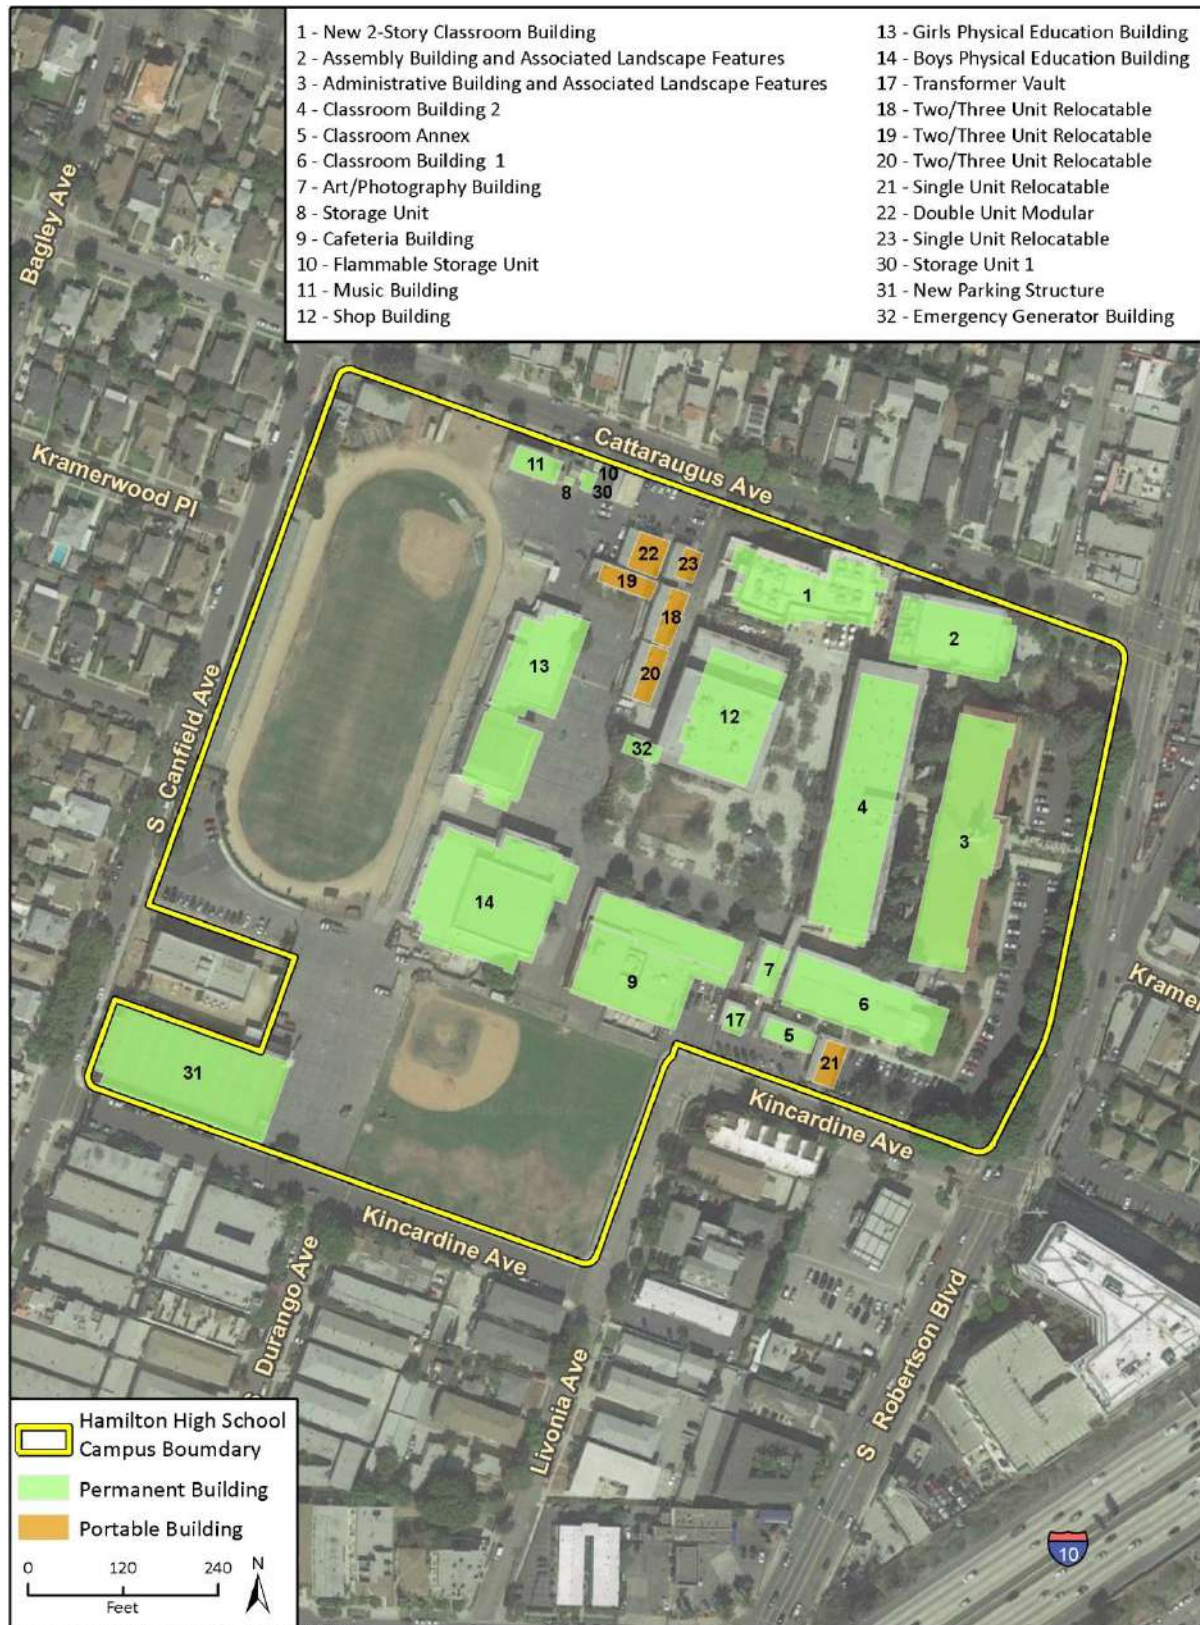 1 - New 2-Story Classroom Building
2 - Assembly Building and Associated Landscape Features
3 - Administrative Building and Associated Landscape Features
4 - Classroom Building 2
5 - Classroom Annex
6 - Classroom Building 1
7 - Art/Photography Building
8 - Storage Unit
9 - Cafeteria Building
10 - Flammable Storage Unit
11 - Music Building
12 - Shop Building
13 - Girls Physical Education Building
14 - Boys Physical Education Building
17 - Transformer Vault
18 - Two/Three Unit Relocatable
19 - Two/Three Unit Relocatable
20 - Two/Three Unit Relocatable
21 - Single Unit Relocatable
22 - Double Unit Modular
23 - Single Unit Relocatable
30 - Storage Unit 1
31 - New Parking Structure
32 - Emergency Generator Building
Bagley Ave
Kramerwood Pl
Cattaraugus Ave
S Canfield Ave
11
10
8
30
22
23
19
1
18
2
13
20
12
32
4
3
14
9
7
6
17
5
21
31
Kramer
Kincardine Ave
Kincardine Ave
S Durango Ave
Livonia Ave
S Robertson Blvd
10
Hamilton High School
Campus Boumdary
Permanent Building
Portable Building
0 120 240
Feet
N